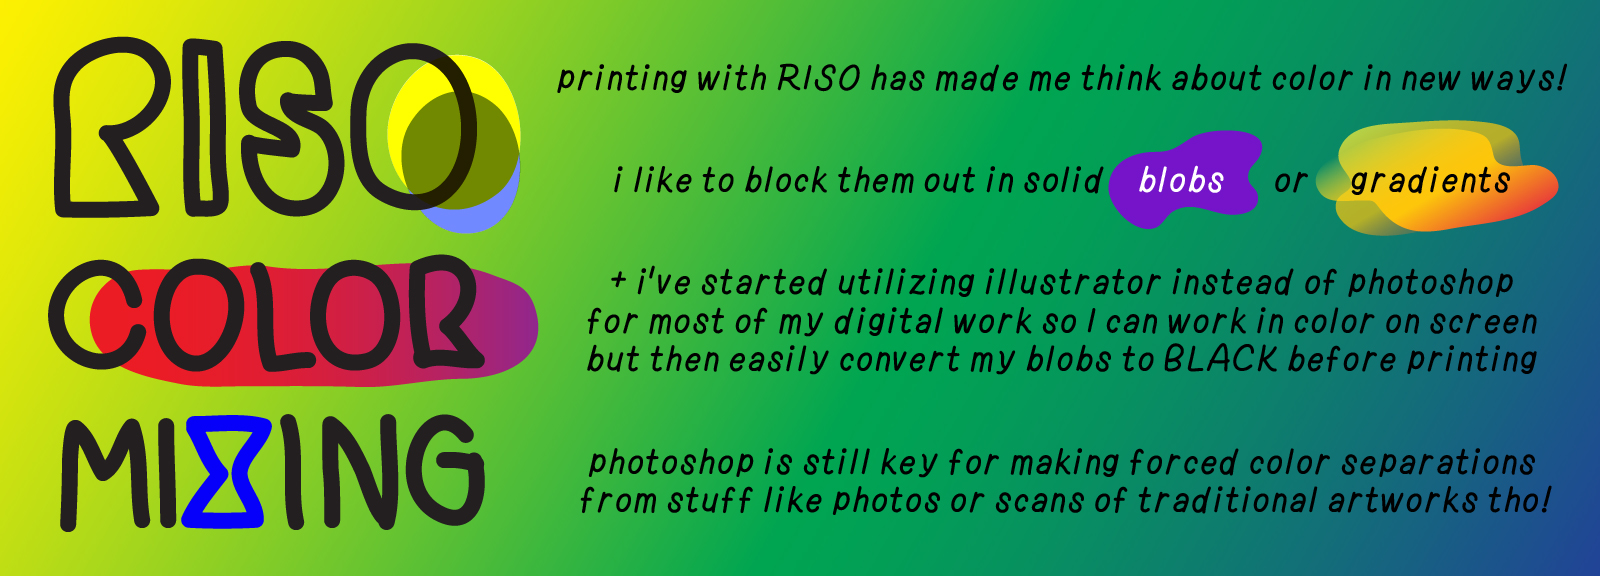 RISO
COLOR
MIXING
printing with RISO has made me think about color in new ways!
i like to block them out in solid blobs or gradients
+ i've started utilizing illustrator instead of photoshop
for most of my digital work so I can work in color on screen
but then easily convert my blobs to BLACK before printing
photoshop is still key for making forced color separations
from stuff like photos or scans of traditional artworks tho!